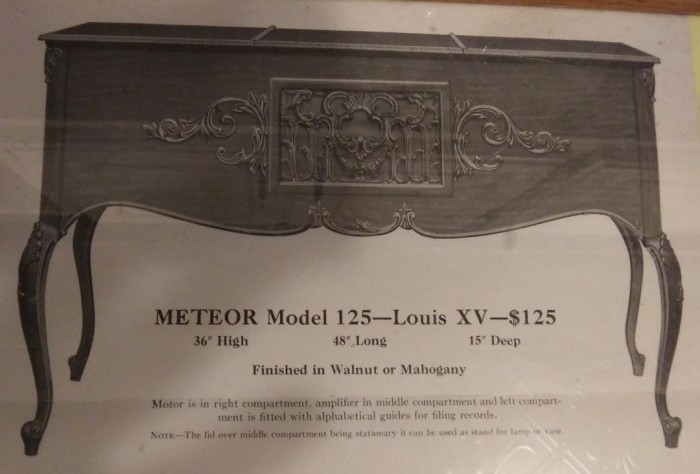 METEOR Model 125—Louis XV—$125
36″ High 48″ Long 15″ Deep
Finished in Walnut or Mahogany
Motor is in right compartment, amplifier in middle compartment and left compart-
ment is fitted with alphabetical guides for filing records.
NOTE—The lid over middle compartment being stationary it can be used as stand for lamp or vase.